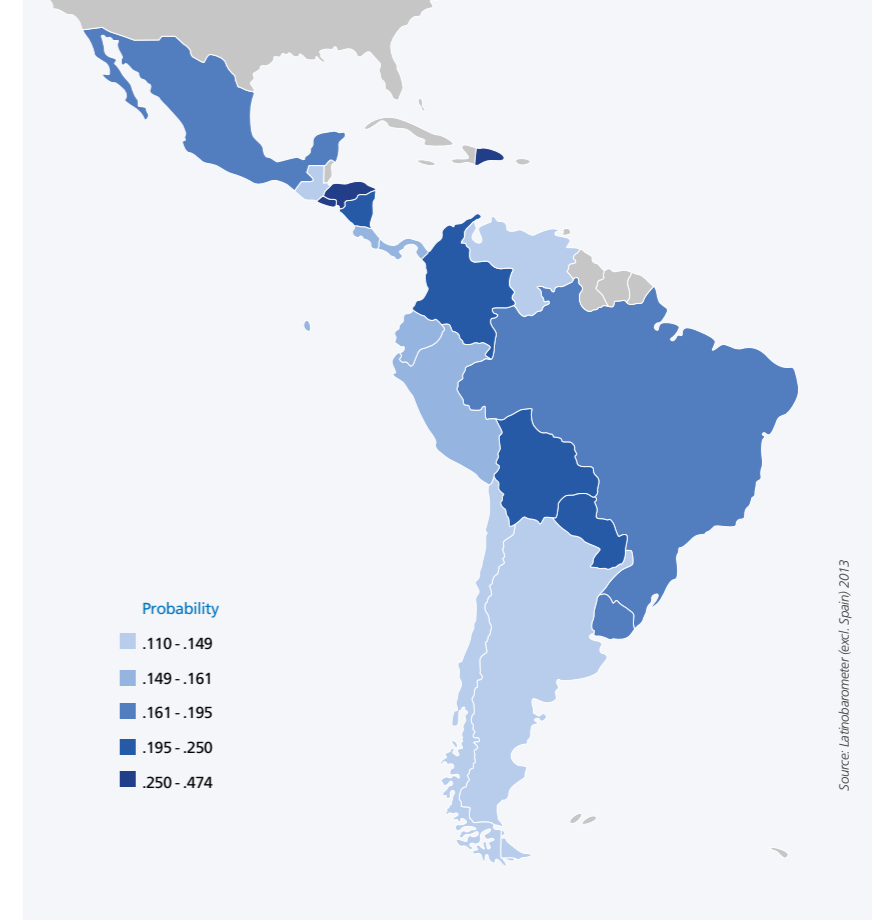 Probability
.110 - .149
.149 - .161
.161 - .195
.195 - .250
.250 - .474
Source: Latinobarometer (excl. Spain) 2013